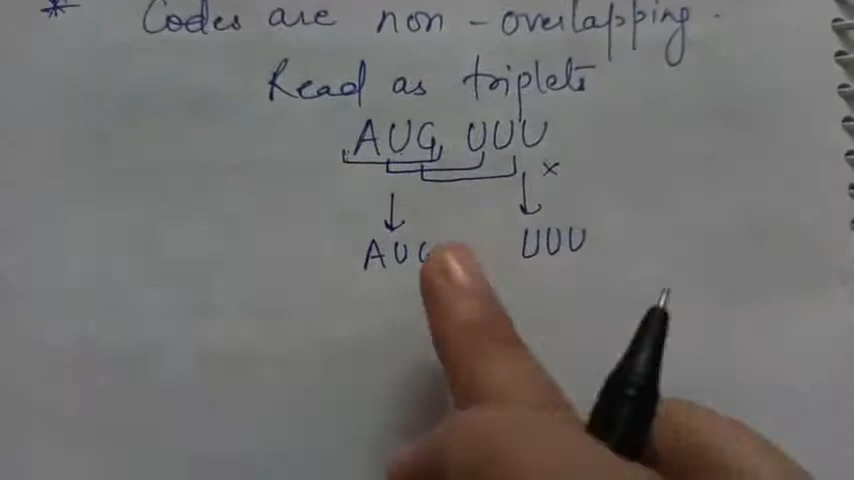 * Codes are non-overlapping.
Read as triplets
AUG UUU
×
AUG UUU